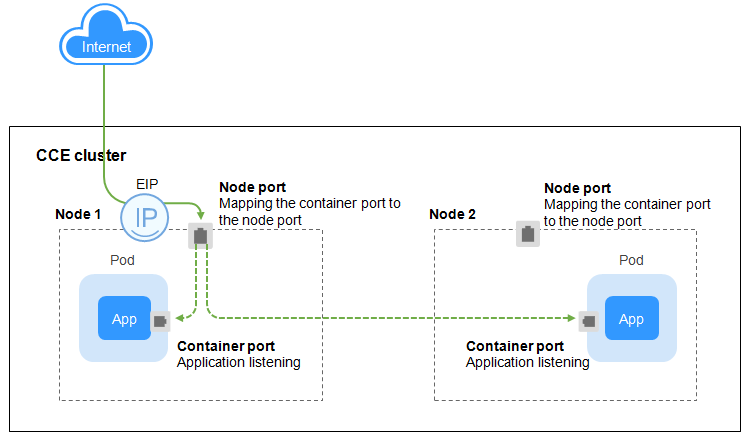 Internet
CCE cluster
EIP
IP
Node 1
Node port
Mapping the container port to
the node port
Pod
App
Container port
Application listening
Node 2
Node port
Mapping the container port
to the node port
Pod
App
Container port
Application listening